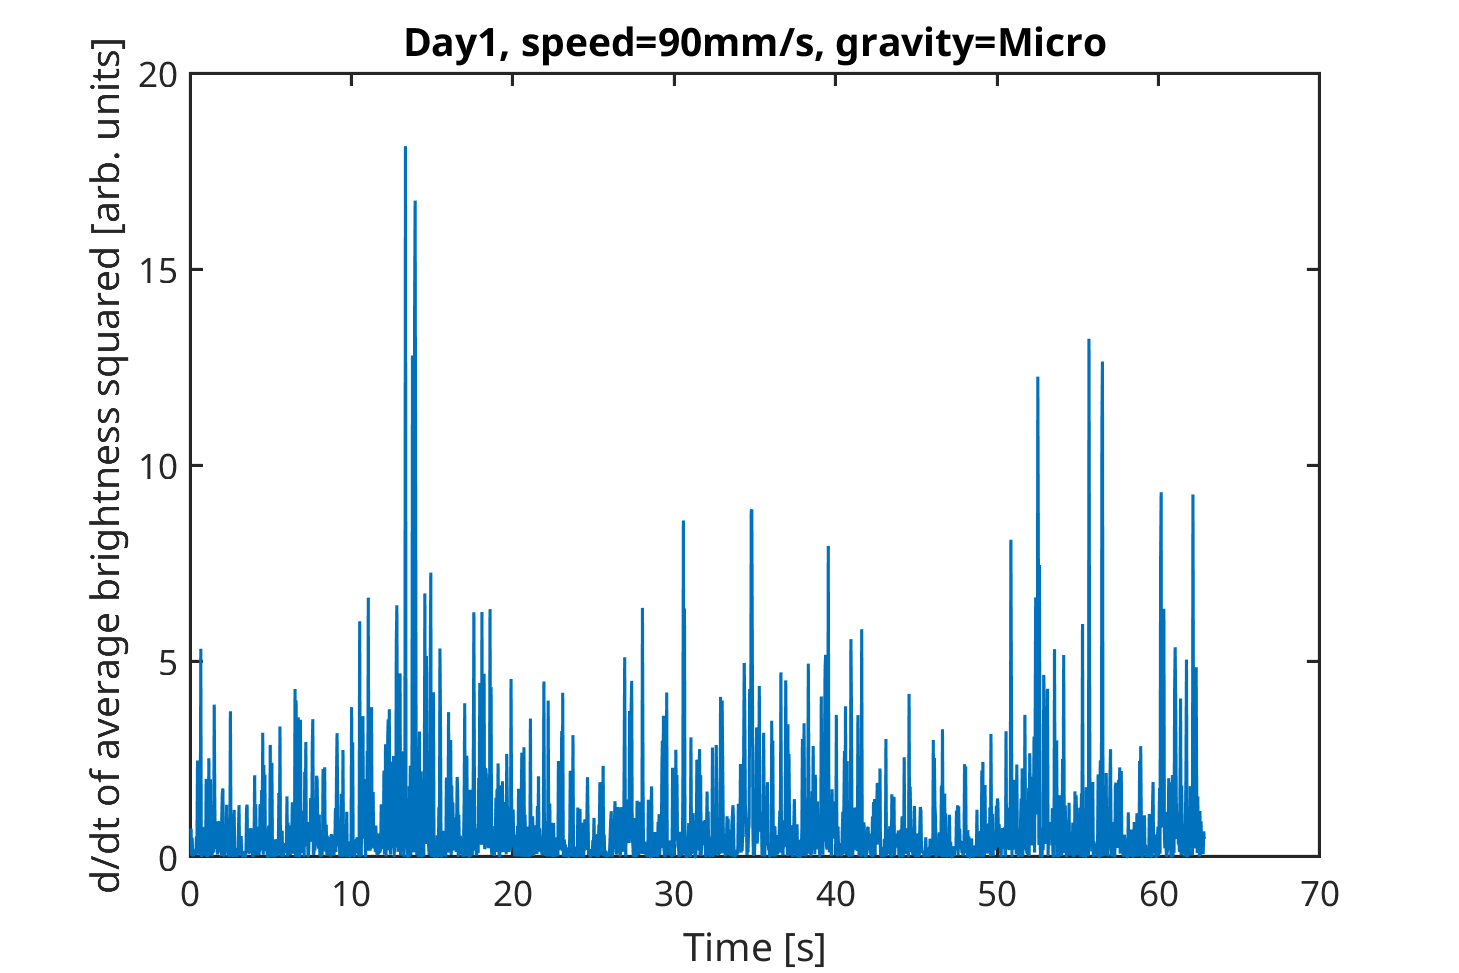 Day1, speed=90mm/s, gravity=Micro
d/dt of average brightness squared [arb. units]
20
15
10
5
0
0 10 20 30 40 50 60 70
Time [s]